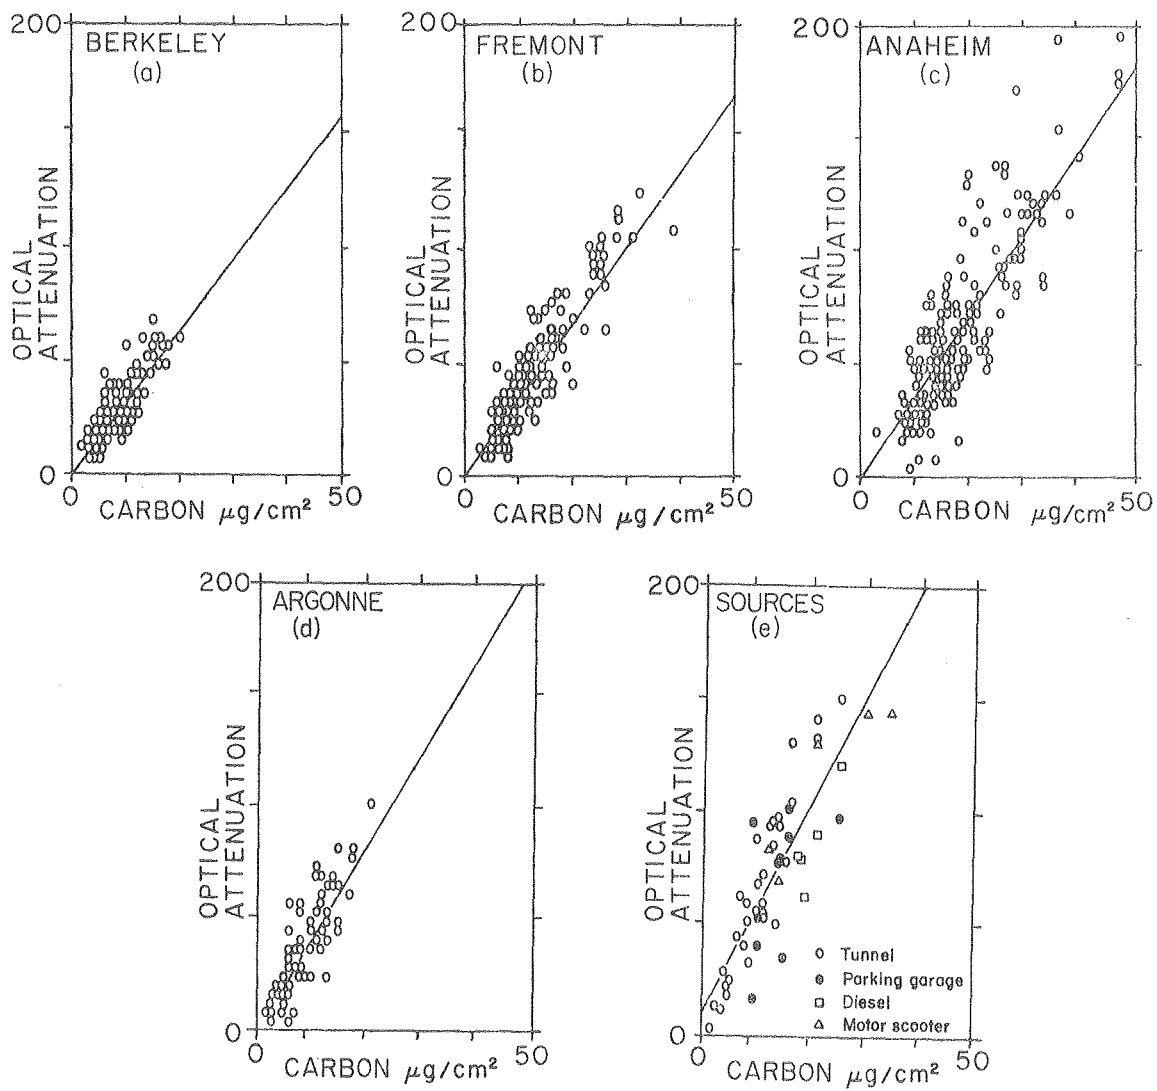 200
BERKELEY
(a)
OPTICAL
ATTENUATION
0
0
50
CARBON μg/cm²
200
FREMONT
(b)
OPTICAL
ATTENUATION
0
0
50
CARBON μg/cm²
200
ANAHEIM
(c)
OPTICAL
ATTENUATION
0
0
50
CARBON μg/cm²
200
ARGONNE
(d)
OPTICAL
ATTENUATION
0
0
50
CARBON μg/cm²
200
SOURCES
(e)
OPTICAL
ATTENUATION
Tunnel
Parking garage
Diesel
Motor scooter
0
0
50
CARBON μg/cm²